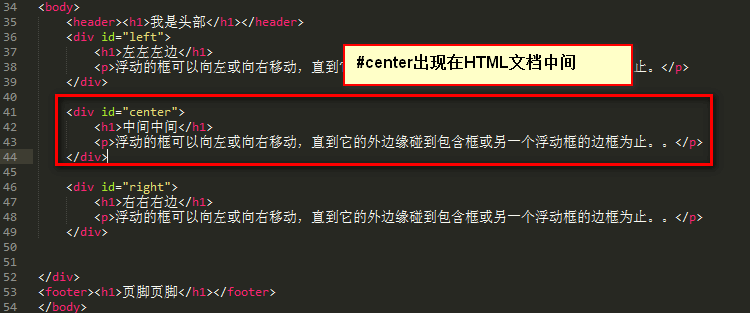 34 <body>
35 <header><h1>我是头部</h1></header>
36 <div id="left">
37 <h1>左左左边</h1>
#center出现在HTML文档中间
38 <p>浮动的框可以向左或向右移动，直到它 止。</p>
39 </div>
40
41 <div id="center">
42 <h1>中间中间</h1>
43 <p>浮动的框可以向左或向右移动，直到它的外边缘碰到包含框或另一个浮动框的边框为止。。</p>
44 </div>
45
46 <div id="right">
47 <h1>右右右边</h1>
48 <p>浮动的框可以向左或向右移动，直到它的外边缘碰到包含框或另一个浮动框的边框为止。。</p>
49 </div>
50
51
52 </div>
53 <footer><h1>页脚页脚</h1></footer>
54 </body>